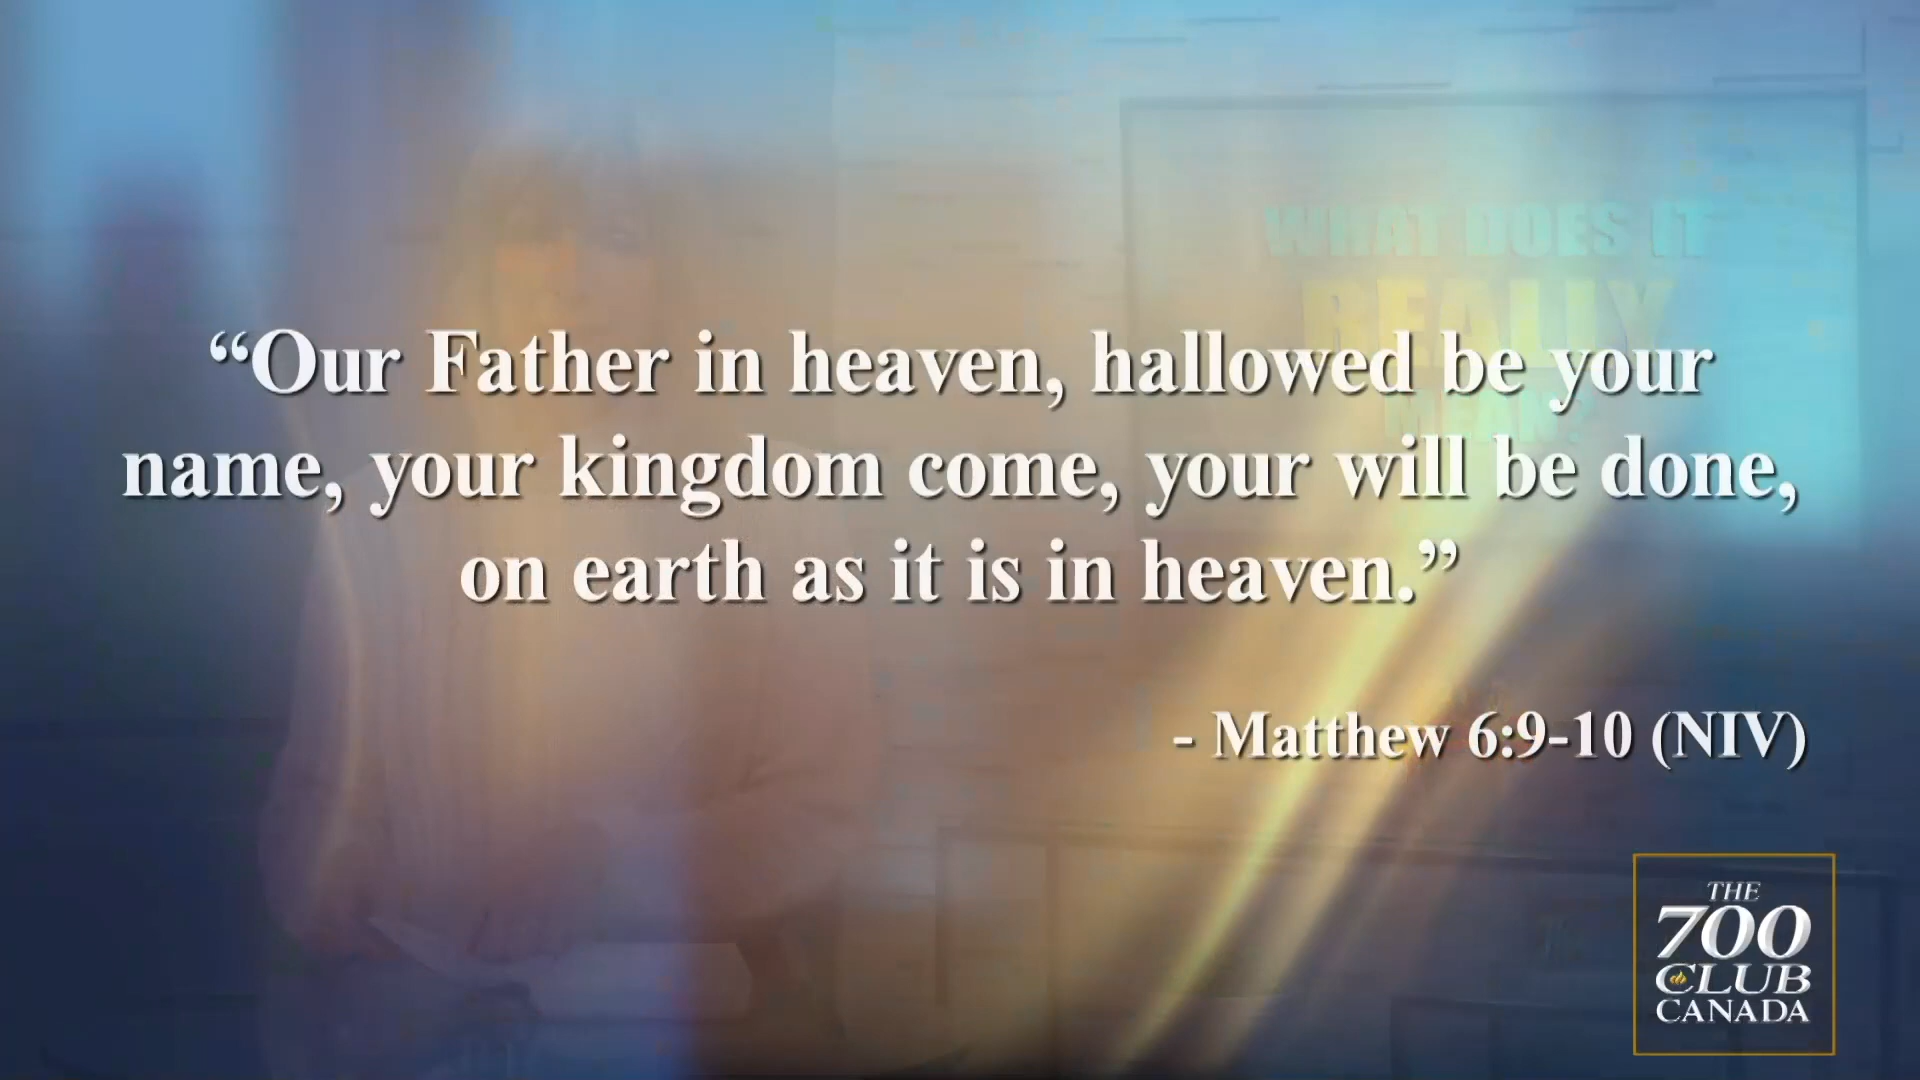 WHAT DOES IT
REALLY
MEAN?
“Our Father in heaven, hallowed be your
name, your kingdom come, your will be done,
on earth as it is in heaven.”
- Matthew 6:9-10 (NIV)
THE
700
CLUB
CANADA